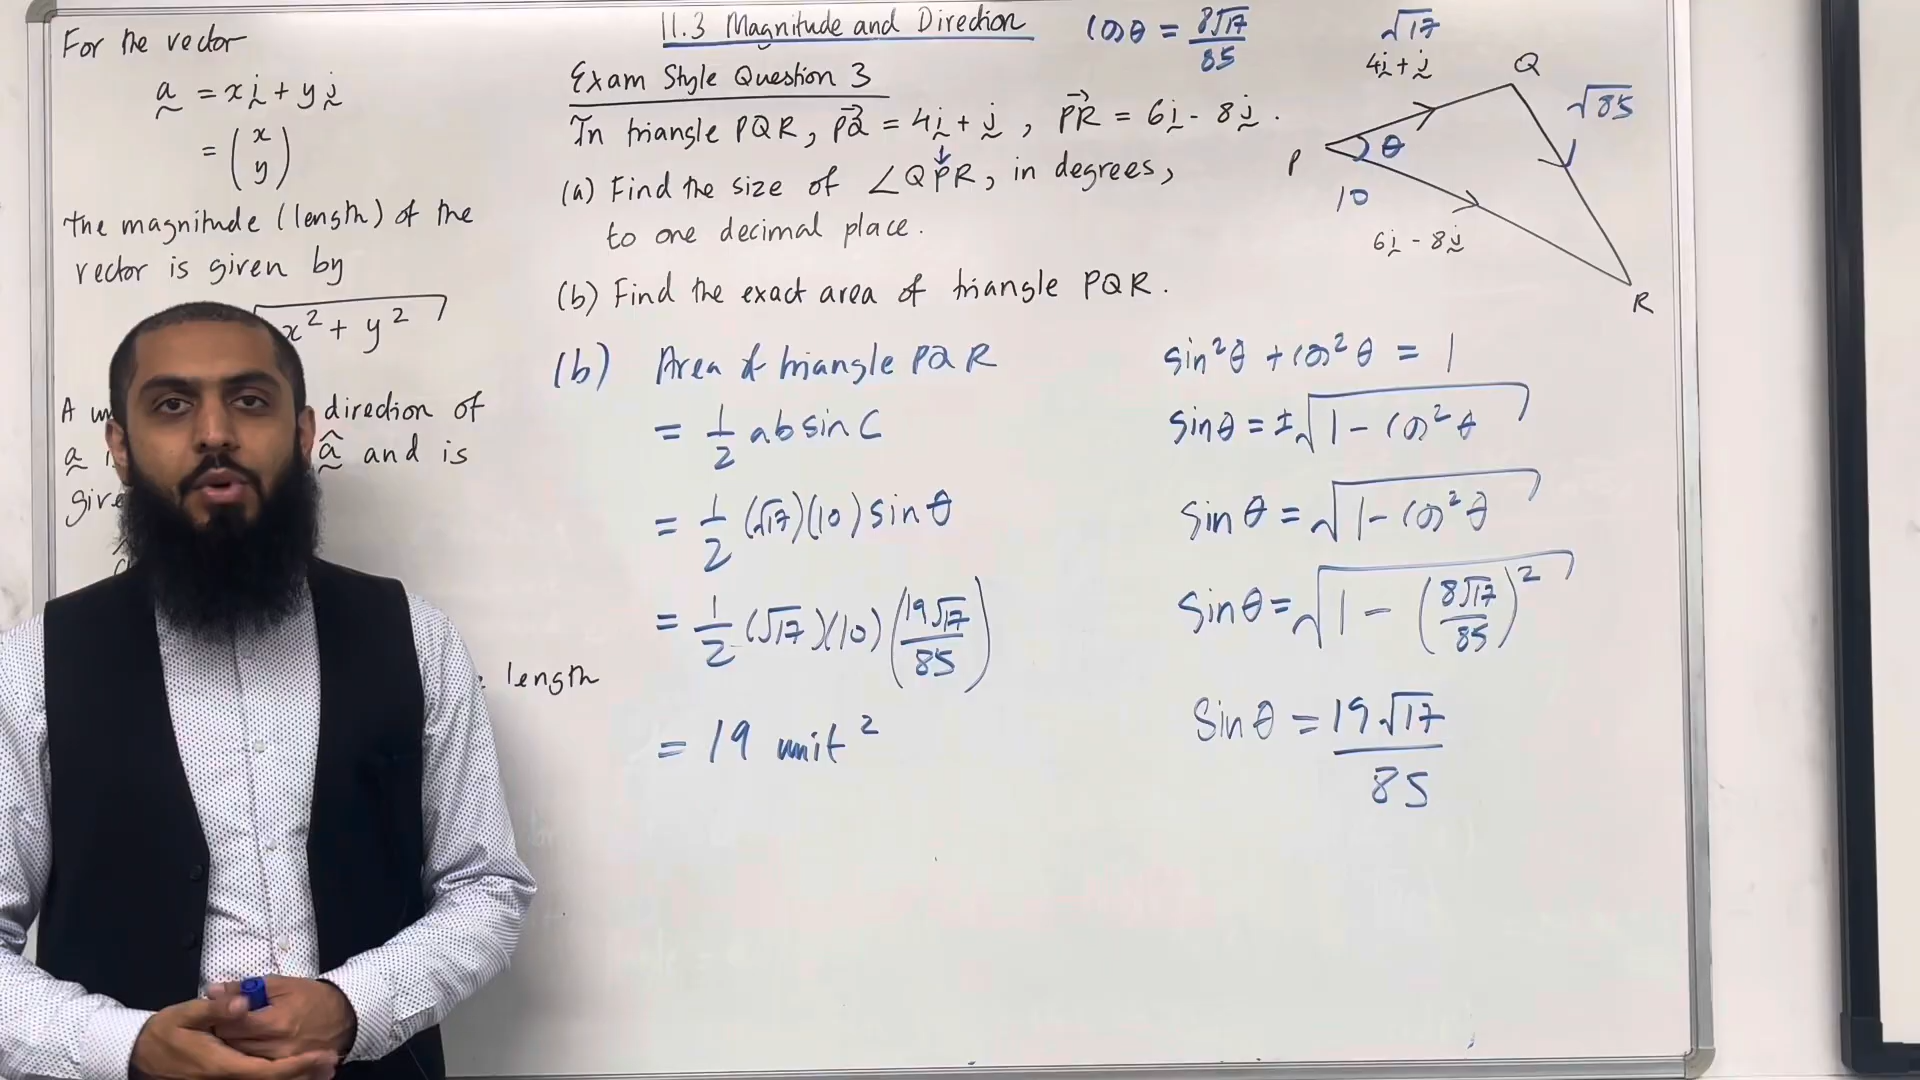 For the vector
a = xi + yj
= (x y)
the magnitude (length) of the
vector is given by
x² + y²
direction of
a
â and is
length
11.3 Magnitude and Direction
Exam Style Question 3
In triangle PQR, PQ→ = 4i + j , PR→ = 6i - 8j .
(a) Find the size of ∠QPR, in degrees,
to one decimal place.
(b) Find the exact area of triangle PQR.
(b) Area of triangle PQR
= 1/2 ab sin C
= 1/2 (√17)(10) sin θ
= 1/2 (√17)(10) (19√17/85)
= 19 unit²
cos θ = 8√17/85
√17
4i + j
Q
√85
P
θ
10
6i - 8j
R
sin²θ + cos²θ = 1
sin θ = ±√1 - cos²θ
sin θ = √1 - cos²θ
sin θ = √1 - (8√17/85)²
sin θ = 19√17/85